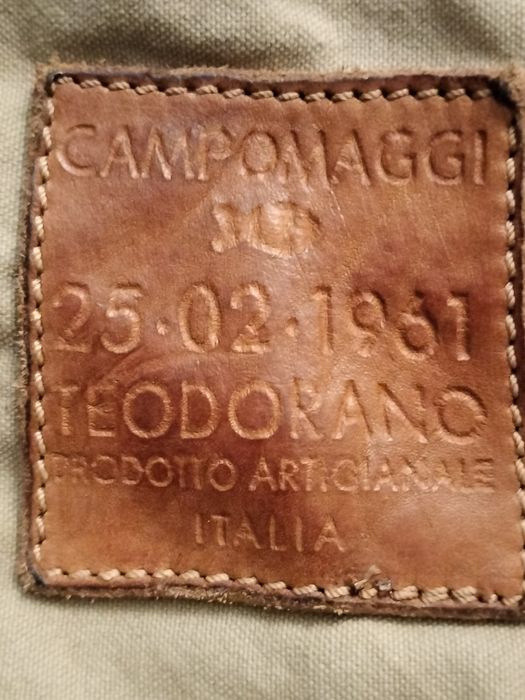 CAMPOMAGGI
25·02·1961
TEODORANO
PRODOTTO ARTIGIANALE
ITALIA